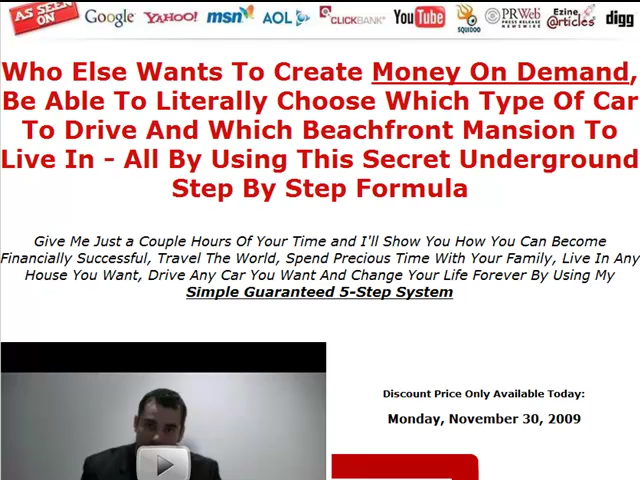 AS SEEN ON Google YAHOO! msn AOL CLICKBANK YouTube squidoo PRWeb PRESS RELEASE NEWSWIRE Ezine @rticles digg
Who Else Wants To Create Money On Demand,
Be Able To Literally Choose Which Type Of Car
To Drive And Which Beachfront Mansion To
Live In - All By Using This Secret Underground
Step By Step Formula
Give Me Just a Couple Hours Of Your Time and I'll Show You How You Can Become
Financially Successful, Travel The World, Spend Precious Time With Your Family, Live In Any
House You Want, Drive Any Car You Want And Change Your Life Forever By Using My
Simple Guaranteed 5-Step System
Discount Price Only Available Today:
Monday, November 30, 2009